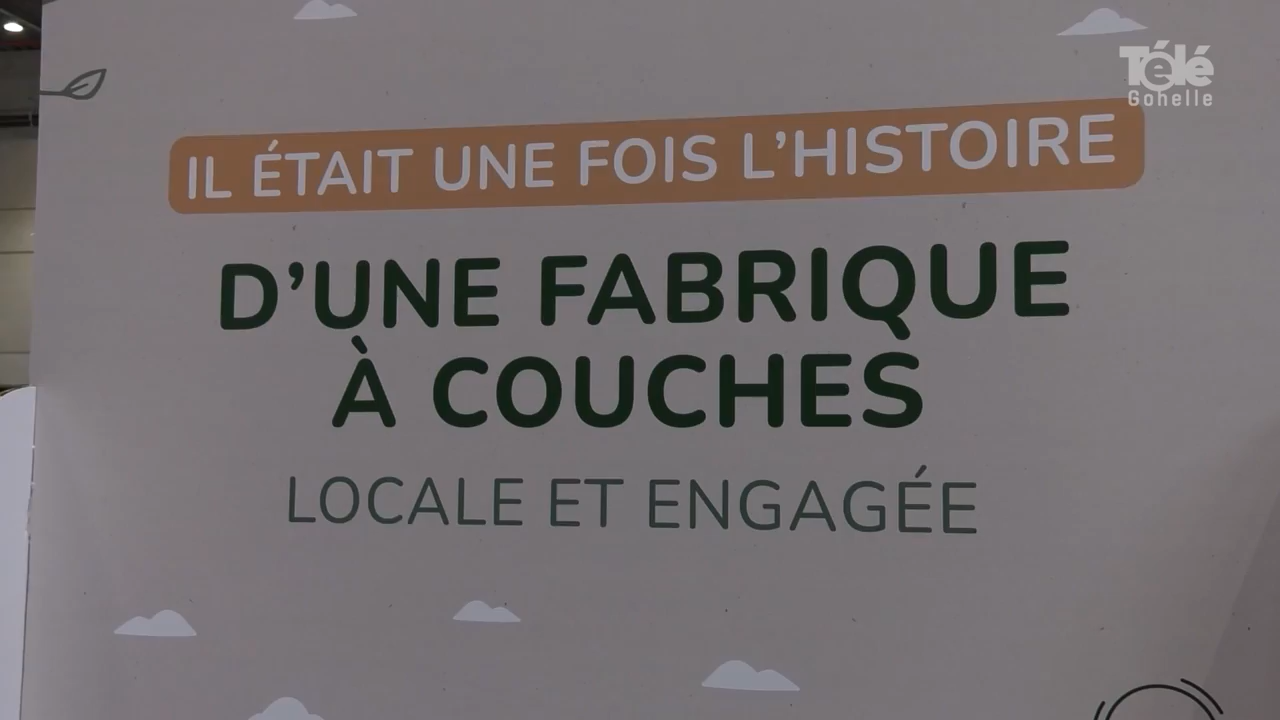 Télé
Gohelle
IL ÉTAIT UNE FOIS L’HISTOIRE
D’UNE FABRIQUE
À COUCHES
LOCALE ET ENGAGÉE